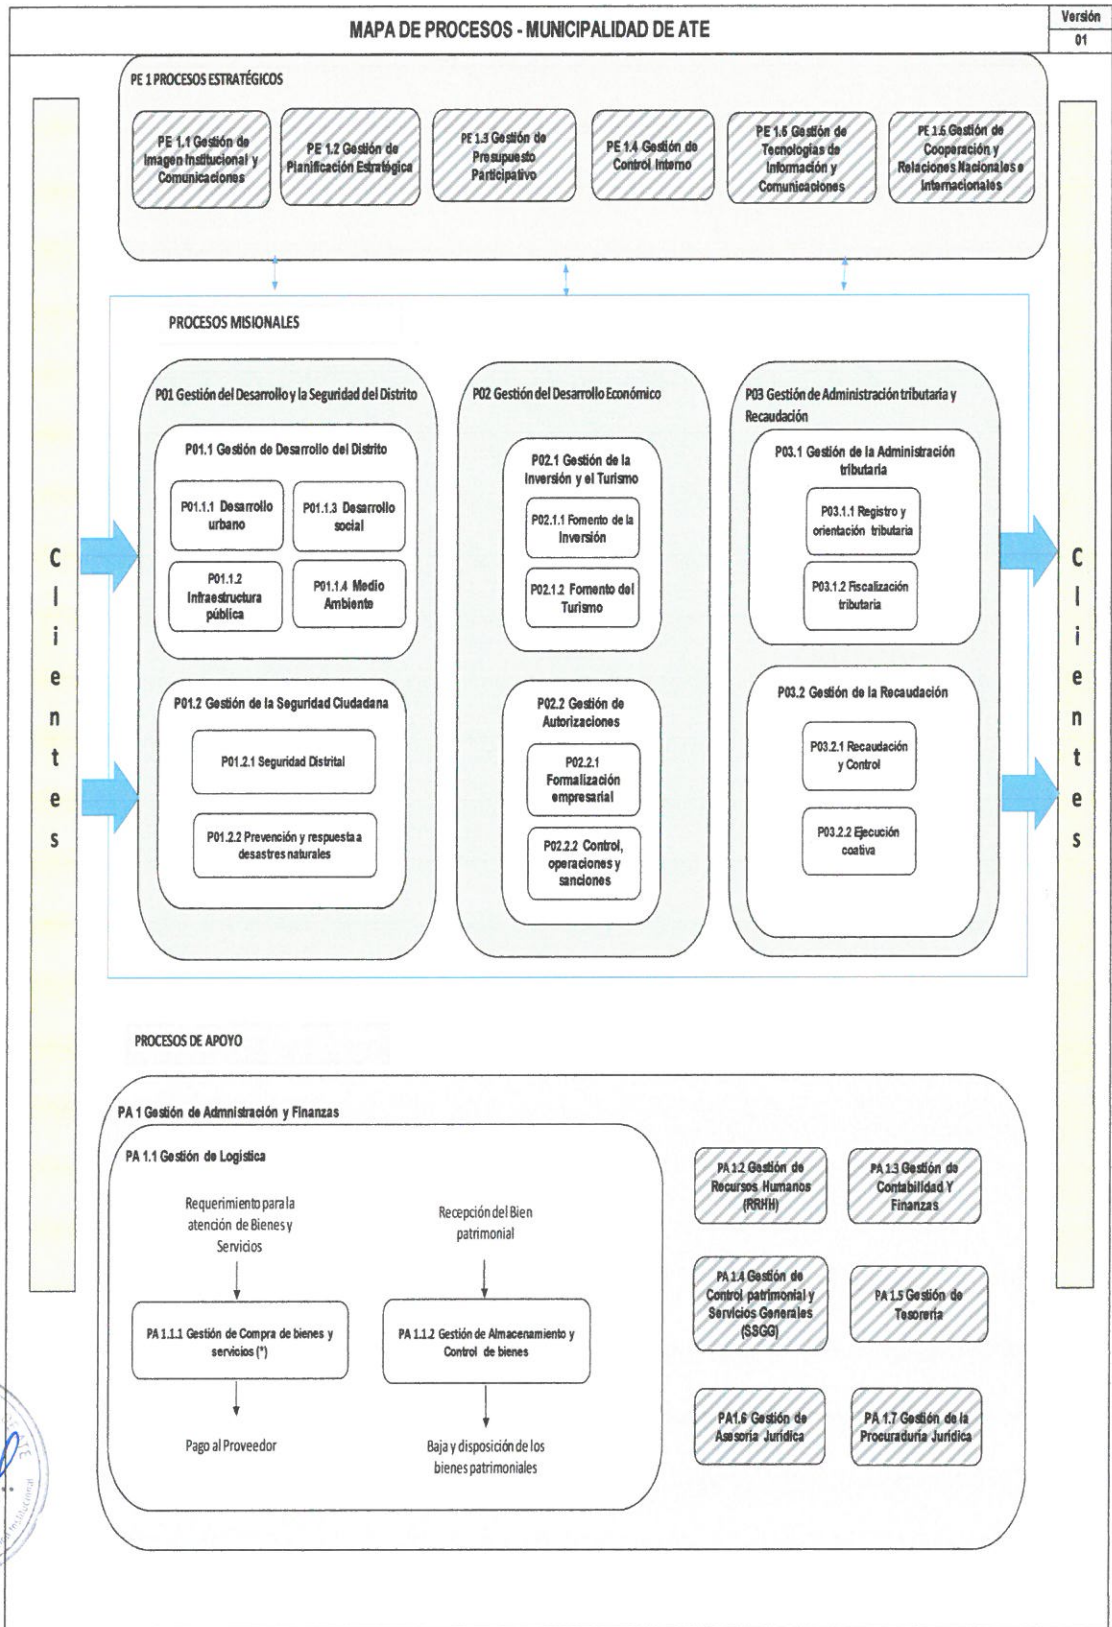 MAPA DE PROCESOS - MUNICIPALIDAD DE ATE
Versión
01
PE 1 PROCESOS ESTRATÉGICOS
PE 1.1 Gestión de
Imagen Institucional y
Comunicaciones
PE 1.2 Gestión de
Planificación Estratégica
PE 1.3 Gestión de
Presupuesto
Participativo
PE 1.4 Gestión de
Control Interno
PE 1.5 Gestión de
Tecnologías de
Información y
Comunicaciones
PE 1.6 Gestión de
Cooperación y
Relaciones Nacionales e
Internacionales
Clientes
PROCESOS MISIONALES
P01 Gestión del Desarrollo y la Seguridad del Distrito
P01.1 Gestión de Desarrollo del Distrito
P01.1.1 Desarrollo
urbano
P01.1.3 Desarrollo
social
P01.1.2
Infraestructura
pública
P01.1.4 Medio
Ambiente
P01.2 Gestión de la Seguridad Ciudadana
P01.2.1 Seguridad Distrital
P01.2.2 Prevención y respuesta a
desastres naturales
P02 Gestión del Desarrollo Económico
P02.1 Gestión de la
Inversión y el Turismo
P02.1.1 Fomento de la
Inversión
P02.1.2 Fomento del
Turismo
P02.2 Gestión de
Autorizaciones
P02.2.1
Formalización
empresarial
P02.2.2 Control,
operaciones y
sanciones
P03 Gestión de Administración tributaria y
Recaudación
P03.1 Gestión de la Administración
tributaria
P03.1.1 Registro y
orientación tributaria
P03.1.2 Fiscalización
tributaria
P03.2 Gestión de la Recaudación
P03.2.1 Recaudación
y Control
P03.2.2 Ejecución
coativa
Clientes
PROCESOS DE APOYO
PA 1 Gestión de Admnistración y Finanzas
PA 1.1 Gestión de Logística
Requerimiento para la
atención de Bienes y
Servicios
PA 1.1.1 Gestión de Compra de bienes y
servicios (*)
Pago al Proveedor
Recepción del Bien
patrimonial
PA 1.1.2 Gestión de Almacenamiento y
Control de bienes
Baja y disposición de los
bienes patrimoniales
PA 1.2 Gestión de
Recursos Humanos
(RRHH)
PA 1.3 Gestión de
Contabilidad Y
Finanzas
PA 1.4 Gestión de
Control patrimonial y
Servicios Generales
(SSGG)
PA 1.5 Gestión de
Tesorería
PA1.6 Gestión de
Asesoría Jurídica
PA 1.7 Gestión de la
Procuraduría Jurídica